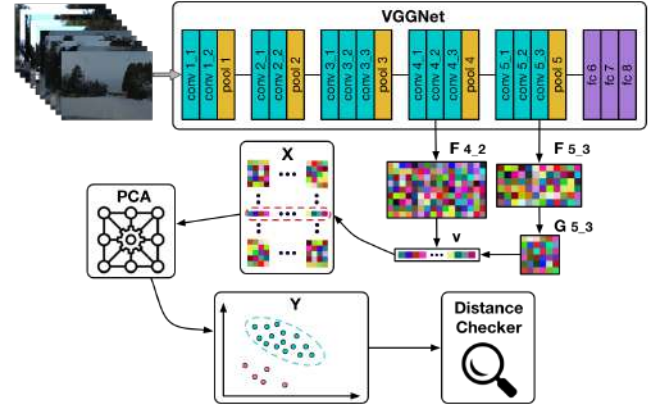 VGGNet
conv 1_1
conv 1_2
pool 1
conv 2_1
conv 2_2
pool 2
conv 3_1
conv 3_2
conv 3_3
pool 3
conv 4_1
conv 4_2
conv 4_3
pool 4
conv 5_1
conv 5_2
conv 5_3
pool 5
fc 6
fc 7
fc 8
F 4_2
F 5_3
X
PCA
G 5_3
v
Y
Distance
Checker